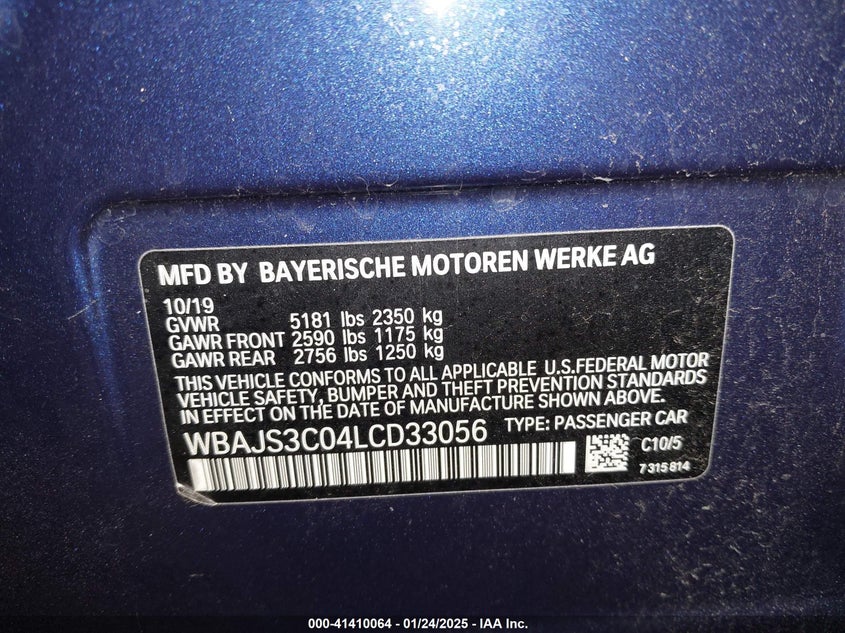 MFD BY BAYERISCHE MOTOREN WERKE AG
10/19
GVWR 5181 lbs 2350 kg
GAWR FRONT 2590 lbs 1175 kg
GAWR REAR 2756 lbs 1250 kg
THIS VEHICLE CONFORMS TO ALL APPLICABLE U.S.FEDERAL MOTOR
VEHICLE SAFETY, BUMPER AND THEFT PREVENTION STANDARDS
IN EFFECT ON THE DATE OF MANUFACTURE SHOWN ABOVE.
WBAJS3C04LCD33056 TYPE: PASSENGER CAR
C10/5
7315814
000-41410064 - 01/24/2025 - IAA Inc.